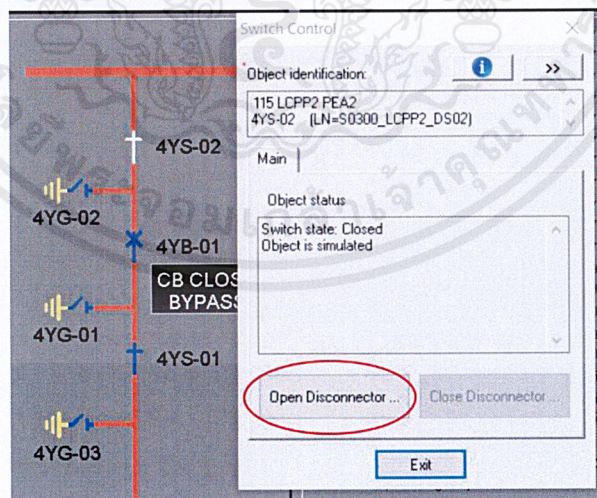 Switch Control
Object identification:
>>
115 LCPP2 PEA2
4YS-02 (LN=S0300_LCPP2_DS02)
Main
Object status
Switch state: Closed
Object is simulated
Open Disconnector ...
Close Disconnector ...
Exit
4YS-02
4YG-02
4YB-01
CB CLOS
BYPAS
4YG-01
4YS-01
4YG-03